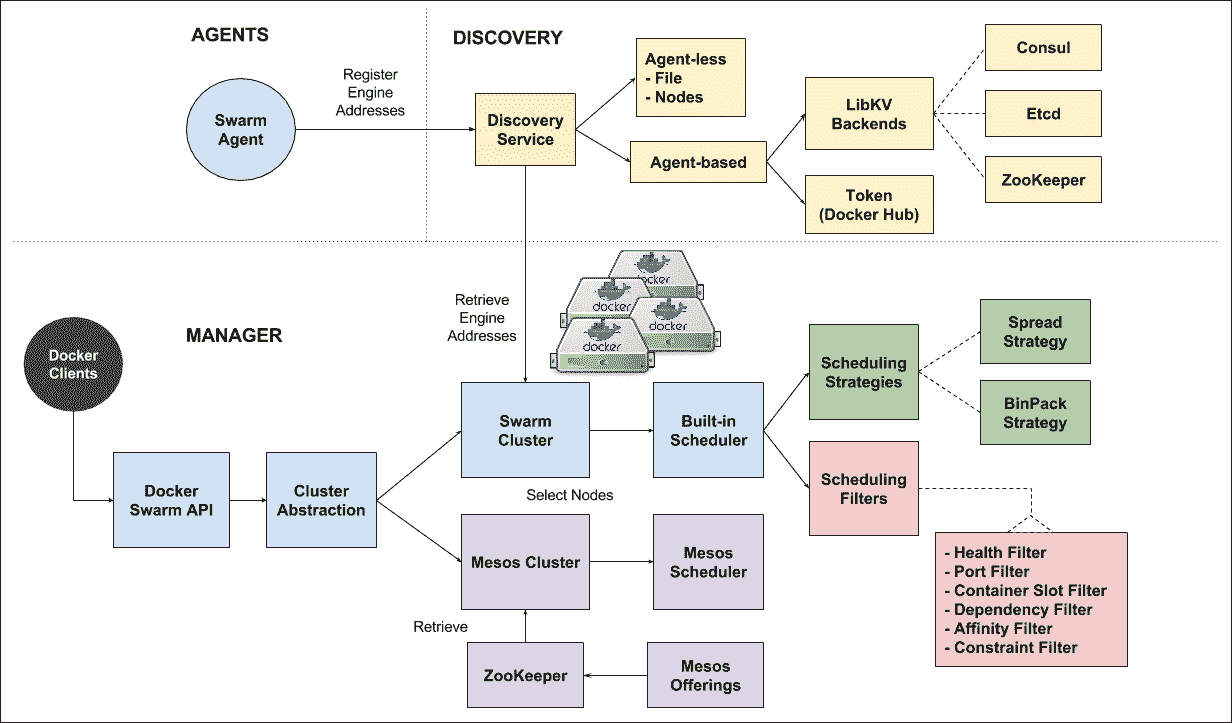 AGENTS
DISCOVERY
Register
Engine
Addresses
Swarm
Agent
Discovery
Service
Agent-less
- File
- Nodes
Agent-based
LibKV
Backends
Token
(Docker Hub)
Consul
Etcd
ZooKeeper
MANAGER
Docker
Clients
Retrieve
Engine
Addresses
docker
docker
docker
docker
Docker
Swarm API
Cluster
Abstraction
Swarm
Cluster
Built-in
Scheduler
Select Nodes
Mesos Cluster
Mesos
Scheduler
Retrieve
ZooKeeper
Mesos
Offerings
Scheduling
Strategies
Spread
Strategy
BinPack
Strategy
Scheduling
Filters
- Health Filter
- Port Filter
- Container Slot Filter
- Dependency Filter
- Affinity Filter
- Constraint Filter